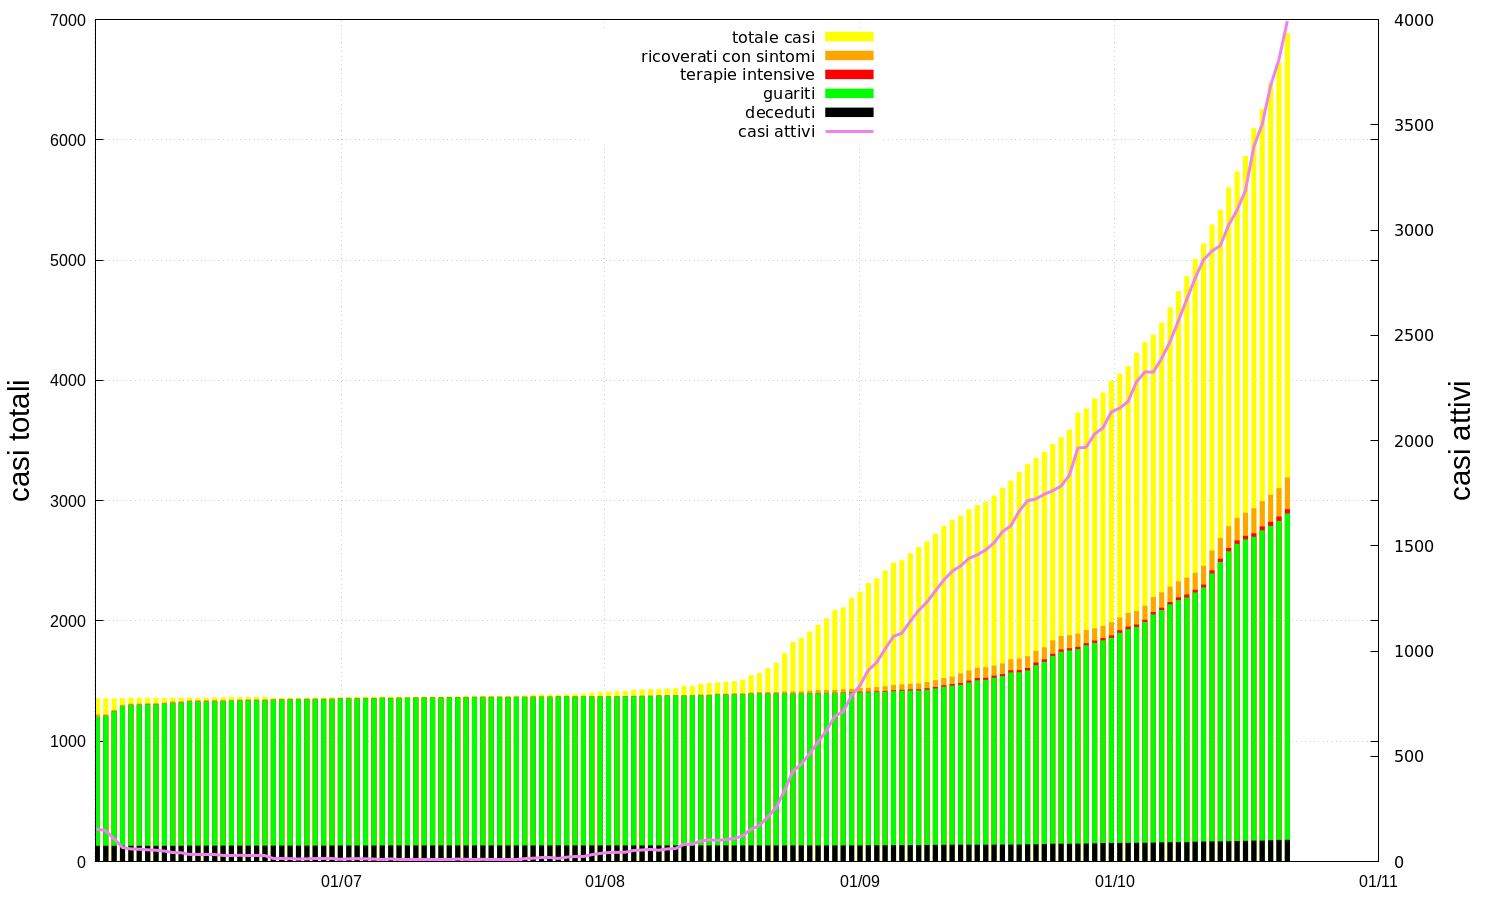 7000
6000
5000
4000
3000
2000
1000
0
casi totali
totale casi
ricoverati con sintomi
terapie intensive
guariti
deceduti
casi attivi
4000
3500
3000
2500
2000
1500
1000
500
0
casi attivi
01/07
01/08
01/09
01/10
01/11